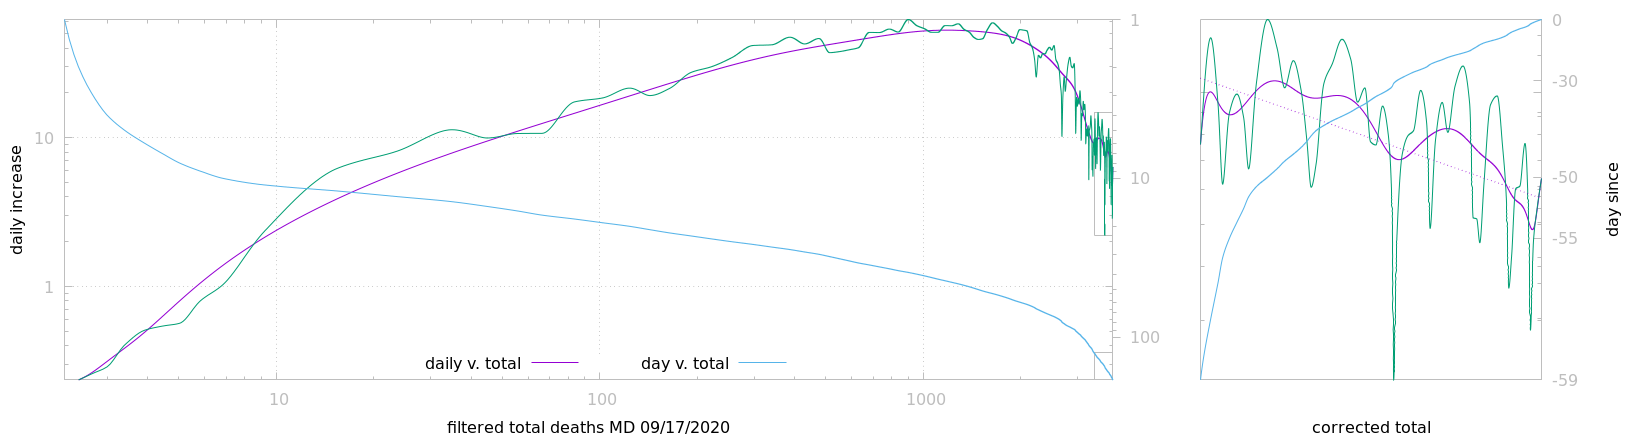 daily increase
10
1
daily v. total
day v. total
10
100
1000
filtered total deaths MD 09/17/2020
1
10
100
0
-30
-50
-55
-59
day since
corrected total